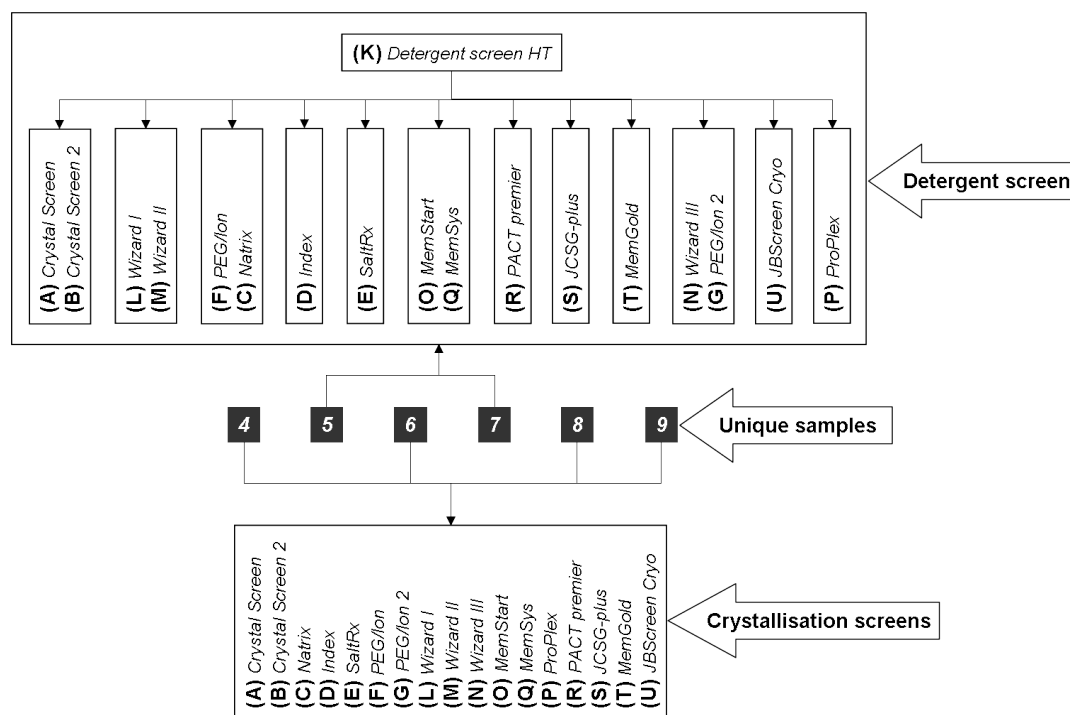 (K) Detergent screen HT
(A) Crystal Screen
(B) Crystal Screen 2
(L) Wizard I
(M) Wizard II
(F) PEG/Ion
(C) Natrix
(D) Index
(E) SaltRx
(O) MemStart
(Q) MemSys
(R) PACT premier
(S) JCSG-plus
(T) MemGold
(N) Wizard III
(G) PEG/Ion 2
(U) JBScreen Cryo
(P) ProPlex
Detergent screen
4
5
6
7
8
9
Unique samples
(A) Crystal Screen
(B) Crystal Screen 2
(C) Natrix
(D) Index
(E) SaltRx
(F) PEG/Ion
(G) PEG/Ion 2
(L) Wizard I
(M) Wizard II
(N) Wizard III
(O) MemStart
(Q) MemSys
(P) ProPlex
(R) PACT premier
(S) JCSG-plus
(T) MemGold
(U) JBScreen Cryo
Crystallisation screens